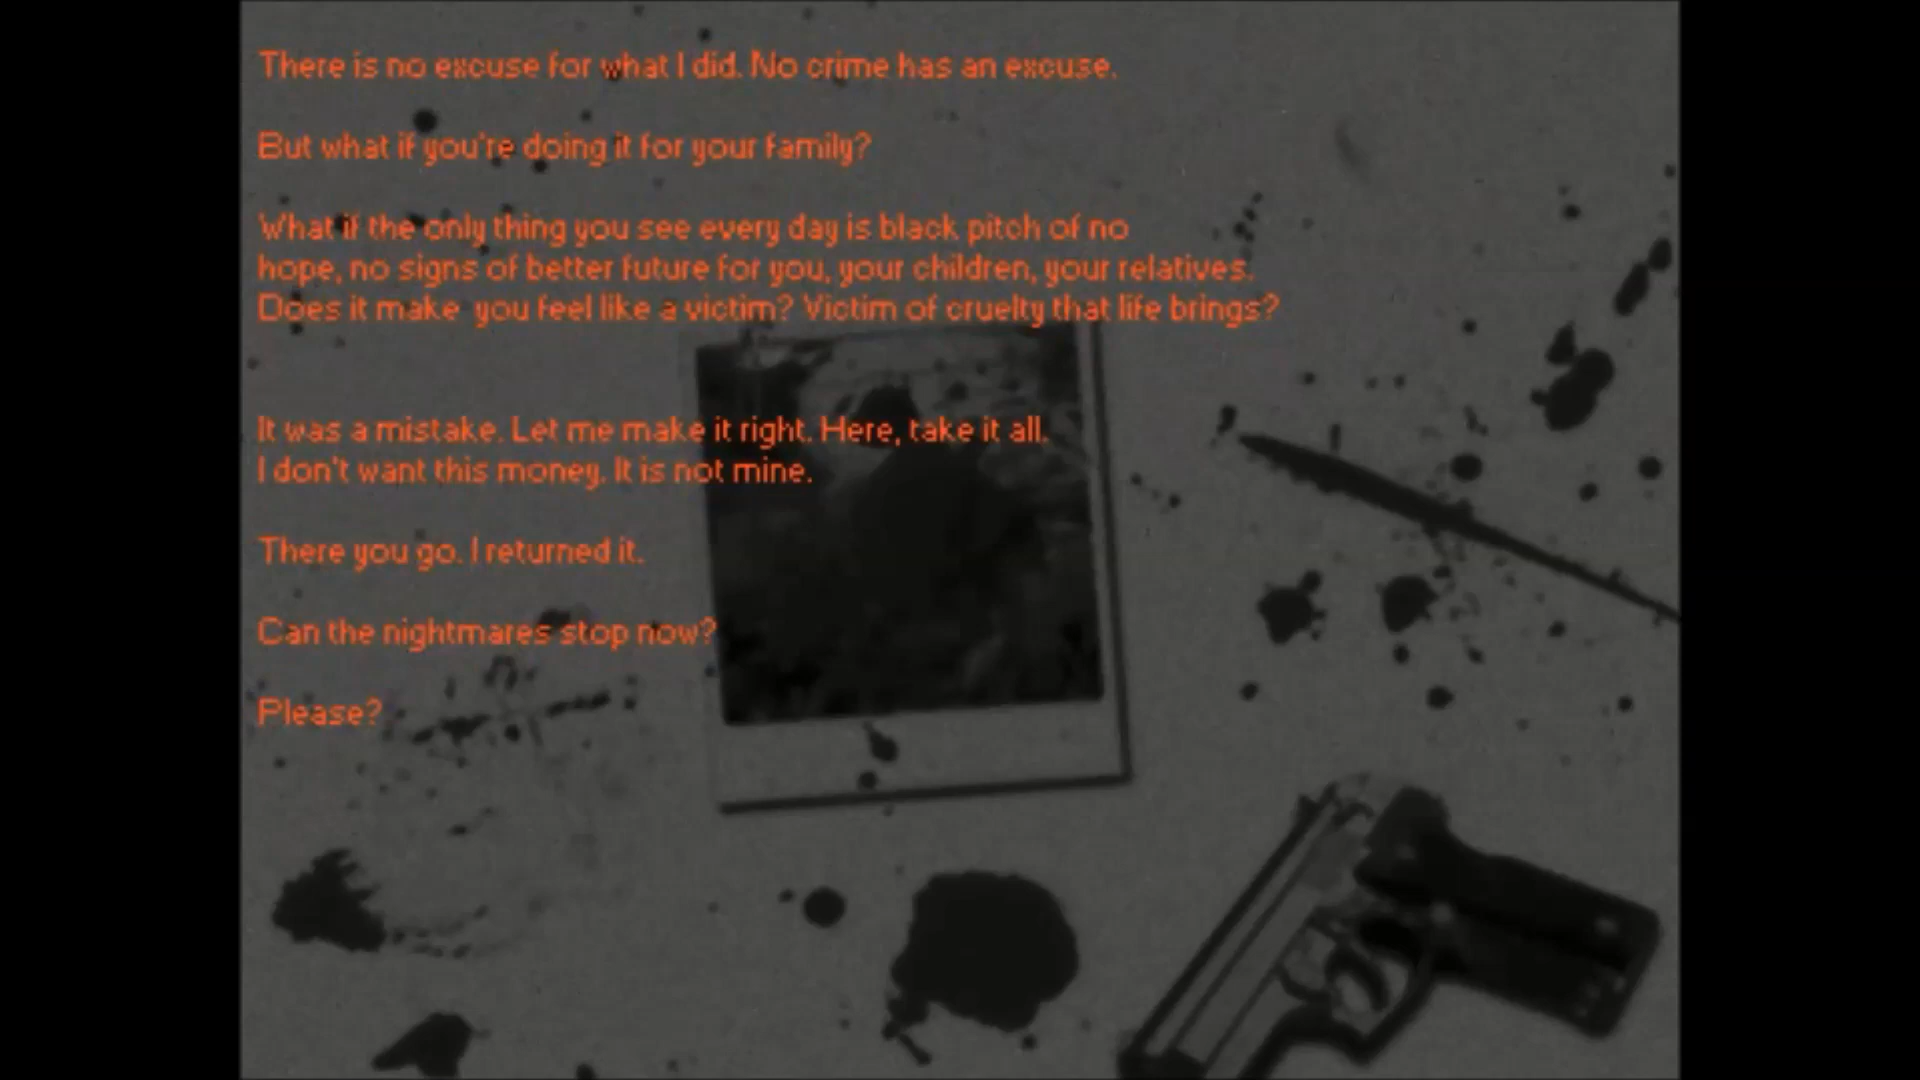 There is no excuse for what I did. No crime has an excuse.
But what if you're doing it for your family?
What if the only thing you see every day is black pitch of no
hope, no signs of better future for you, your children, your relatives.
Does it make you feel like a victim? Victim of cruelty that life brings?
It was a mistake. Let me make it right. Here, take it all.
I don't want this money. It is not mine.
There you go. I returned it.
Can the nightmares stop now?
Please?